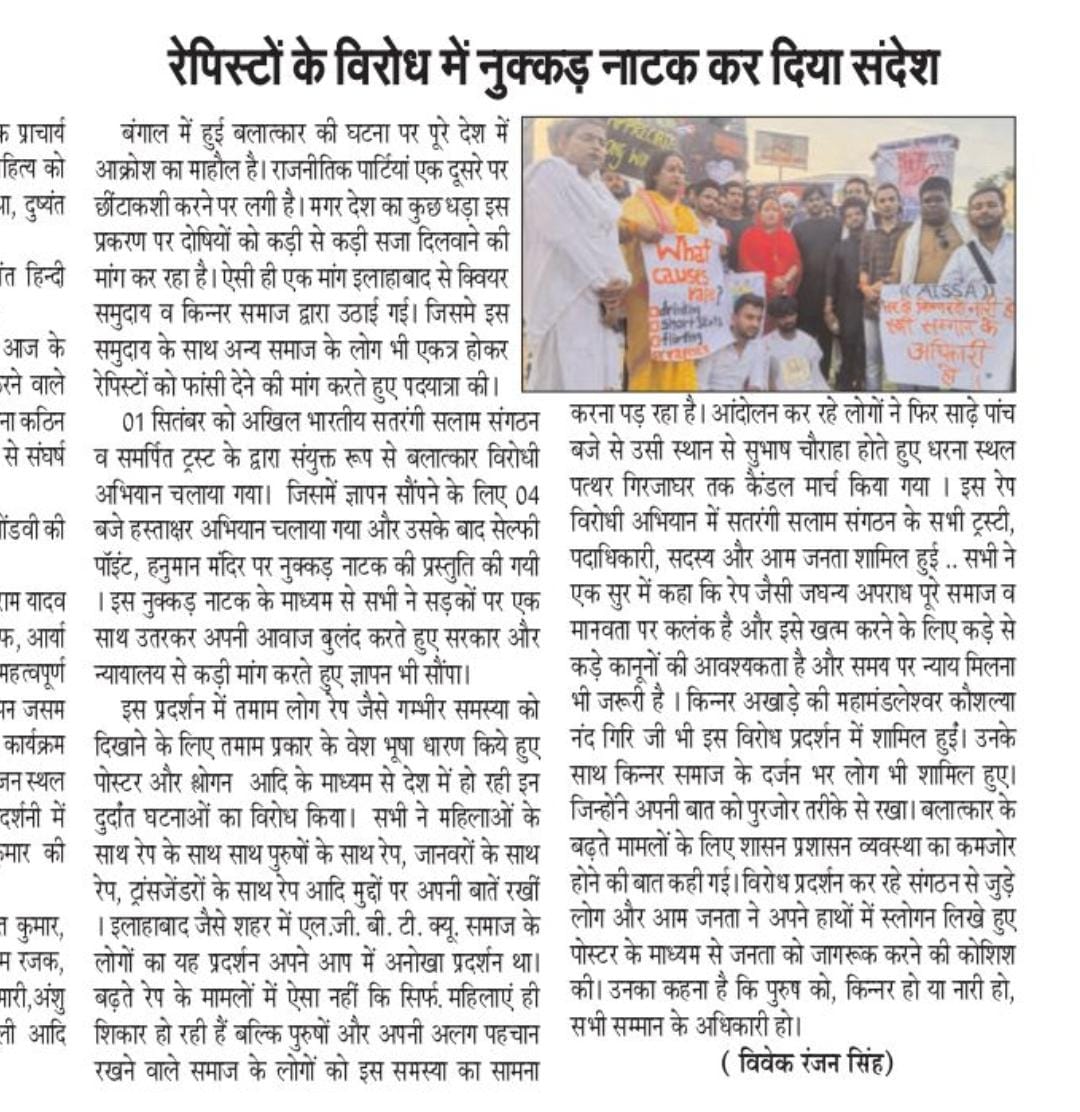 रेपिस्टों के विरोध में नुक्कड़ नाटक कर दिया संदेश
क प्राचार्य
हित्य को
दुष्यंत
हिन्दी
आज के
रने वाले
ना कठिन
से संघर्ष
की
राम यादव
फ, आर्या
महत्वपूर्ण
जसम
कार्यक्रम
जन स्थल
दर्शनी में
कुमार की
कुमार,
रजक,
मारी,अंशु
ली आदि
बंगाल में हुई बलात्कार की घटना पर पूरे देश में
आक्रोश का माहौल है। राजनीतिक पार्टियां एक दूसरे पर
छींटाकशी करने पर लगी है। मगर देश का कुछ धड़ा इस
प्रकरण पर दोषियों को कड़ी से कड़ी सजा दिलवाने की
मांग कर रहा है। ऐसी ही एक मांग इलाहाबाद से क्वियर
समुदाय व किन्नर समाज द्वारा उठाई गई। जिसमे इस
समुदाय के साथ अन्य समाज के लोग भी एकत्र होकर
रेपिस्टों को फांसी देने की मांग करते हुए पदयात्रा की।
01 सितंबर को अखिल भारतीय सतरंगी सलाम संगठन
व समर्पित ट्रस्ट के द्वारा संयुक्त रूप से बलात्कार विरोधी
अभियान चलाया गया। जिसमें ज्ञापन सौंपने के लिए 04
बजे हस्ताक्षर अभियान चलाया गया और उसके बाद सेल्फी
पॉइंट, हनुमान मंदिर पर नुक्कड़ नाटक की प्रस्तुति की गयी
। इस नुक्कड़ नाटक के माध्यम से सभी ने सड़कों पर एक
साथ उतरकर अपनी आवाज बुलंद करते हुए सरकार और
न्यायालय से कड़ी मांग करते हुए ज्ञापन भी सौंपा।
इस प्रदर्शन में तमाम लोग रेप जैसे गम्भीर समस्या को
दिखाने के लिए तमाम प्रकार के वेश भूषा धारण किये हुए
पोस्टर और श्लोगन आदि के माध्यम से देश में हो रही इन
दुर्दांत घटनाओं का विरोध किया। सभी ने महिलाओं के
साथ रेप के साथ साथ पुरुषों के साथ रेप, जानवरों के साथ
रेप, ट्रांसजेंडरों के साथ रेप आदि मुद्दों पर अपनी बातें रखीं
। इलाहाबाद जैसे शहर में एल.जी. बी. टी. क्यू. समाज के
लोगों का यह प्रदर्शन अपने आप में अनोखा प्रदर्शन था।
बढ़ते रेप के मामलों में ऐसा नहीं कि सिर्फ. महिलाएं ही
शिकार हो रही हैं बल्कि पुरुषों और अपनी अलग पहचान
रखने वाले समाज के लोगों को इस समस्या का सामना
What
causes
rape?
drinking
short skirts
flirting
rapists
((AISSA))
सम्मान के
अधिकारी
है
करना पड़ रहा है। आंदोलन कर रहे लोगों ने फिर साढ़े पांच
बजे से उसी स्थान से सुभाष चौराहा होते हुए धरना स्थल
पत्थर गिरजाघर तक कैंडल मार्च किया गया । इस रेप
विरोधी अभियान में सतरंगी सलाम संगठन के सभी ट्रस्टी,
पदाधिकारी, सदस्य और आम जनता शामिल हुई .. सभी ने
एक सुर में कहा कि रेप जैसी जघन्य अपराध पूरे समाज व
मानवता पर कलंक है और इसे खत्म करने के लिए कड़े से
कड़े कानूनों की आवश्यकता है और समय पर न्याय मिलना
भी जरूरी है । किन्नर अखाड़े की महामंडलेश्वर कौशल्या
नंद गिरि जी भी इस विरोध प्रदर्शन में शामिल हुईं। उनके
साथ किन्नर समाज के दर्जन भर लोग भी शामिल हुए।
जिन्होंने अपनी बात को पुरजोर तरीके से रखा। बलात्कार के
बढ़ते मामलों के लिए शासन प्रशासन व्यवस्था का कमजोर
होने की बात कही गई। विरोध प्रदर्शन कर रहे संगठन से जुड़े
लोग और आम जनता ने अपने हाथों में स्लोगन लिखे हुए
पोस्टर के माध्यम से जनता को जागरूक करने की कोशिश
की। उनका कहना है कि पुरुष को, किन्नर हो या नारी हो,
सभी सम्मान के अधिकारी हो।
( विवेक रंजन सिंह)